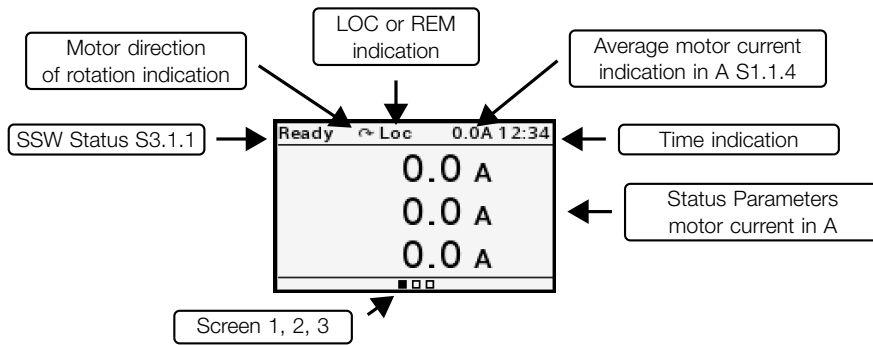 Motor direction
of rotation indication
LOC or REM
indication
Average motor current
indication in A S1.1.4
SSW Status S3.1.1
Ready Loc 0.0A 12:34
Time indication
0.0 A
0.0 A
0.0 A
Status Parameters
motor current in A
Screen 1, 2, 3